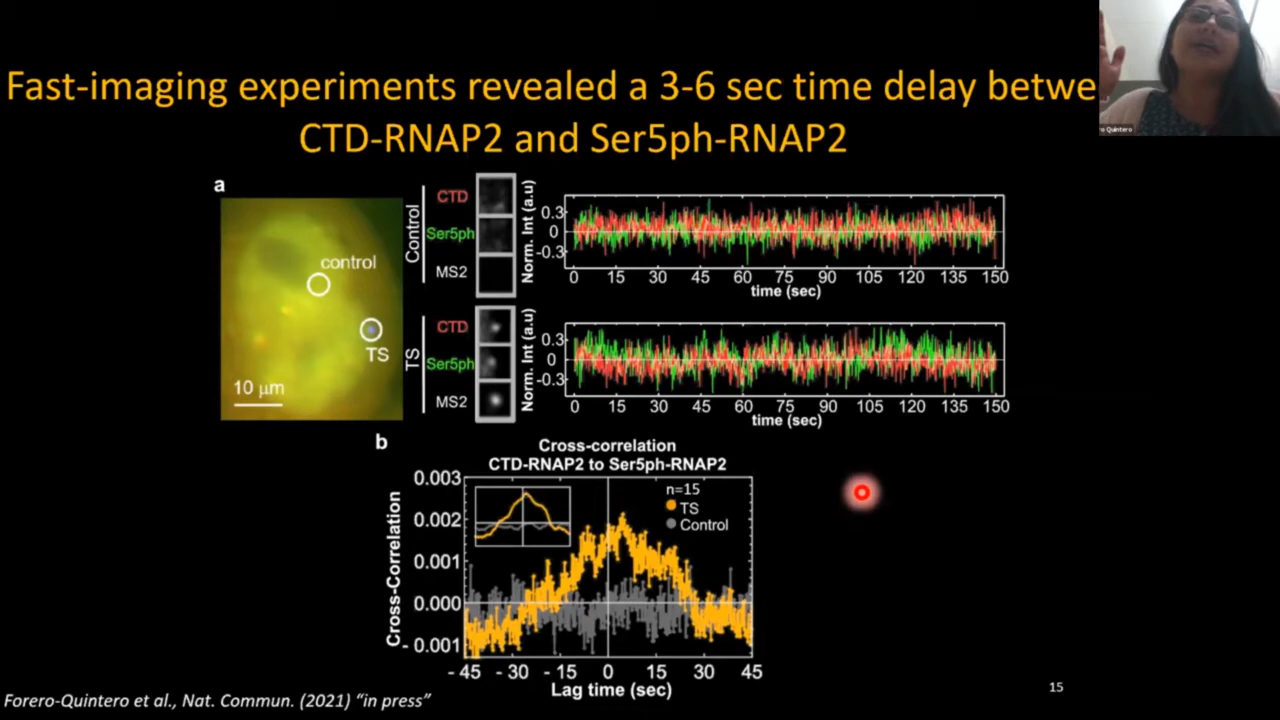 Fast-imaging experiments revealed a 3-6 sec time delay betwe
CTD-RNAP2 and Ser5ph-RNAP2
ro Quintero
a
control
TS
10 μm
Control
CTD
Ser5ph
MS2
Norm. Int (a.u)
0.3
0
-0.3
0 15 30 45 60 75 90 105 120 135 150
time (sec)
TS
CTD
Ser5ph
MS2
Norm. Int (a.u)
0.3
0
-0.3
0 15 30 45 60 75 90 105 120 135 150
time (sec)
b
Cross-correlation
CTD-RNAP2 to Ser5ph-RNAP2
Cross-Correlation
0.003
0.002
0.001
0.000
- 0.001
n=15
TS
Control
- 45 - 30 - 15 0 15 30 45
Lag time (sec)
Forero-Quintero et al., Nat. Commun. (2021) “in press”
15